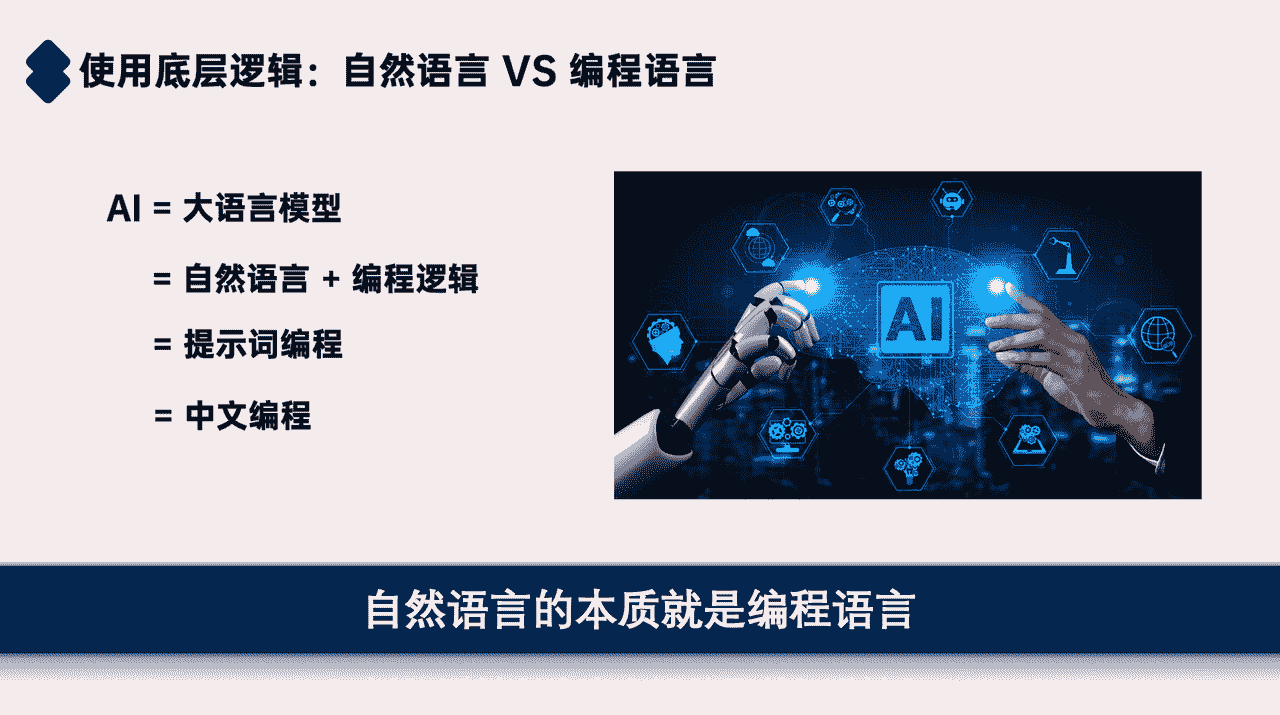 使用底层逻辑：自然语言 VS 编程语言
AI = 大语言模型
= 自然语言 + 编程逻辑
= 提示词编程
= 中文编程
AI
自然语言的本质就是编程语言